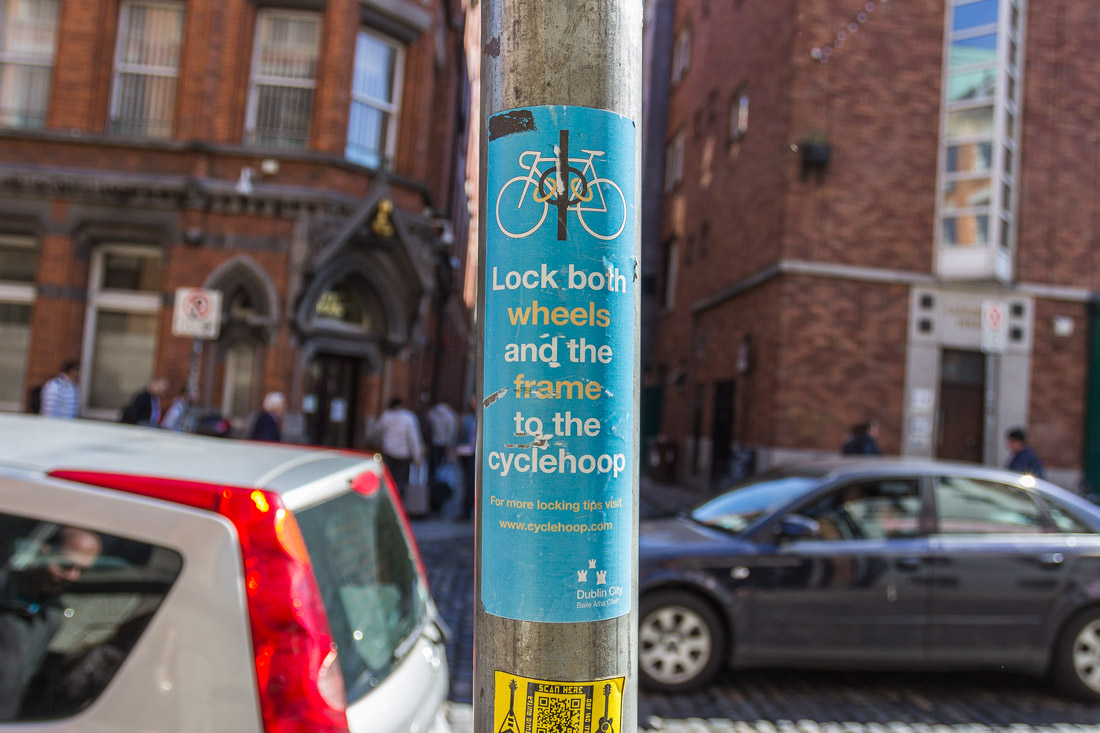 Lock both
wheels
and the
frame
to the
cyclehoop
For more locking tips visit
www.cyclehoop.com
Dublin City
Baile Átha Cliath
SCAN HERE